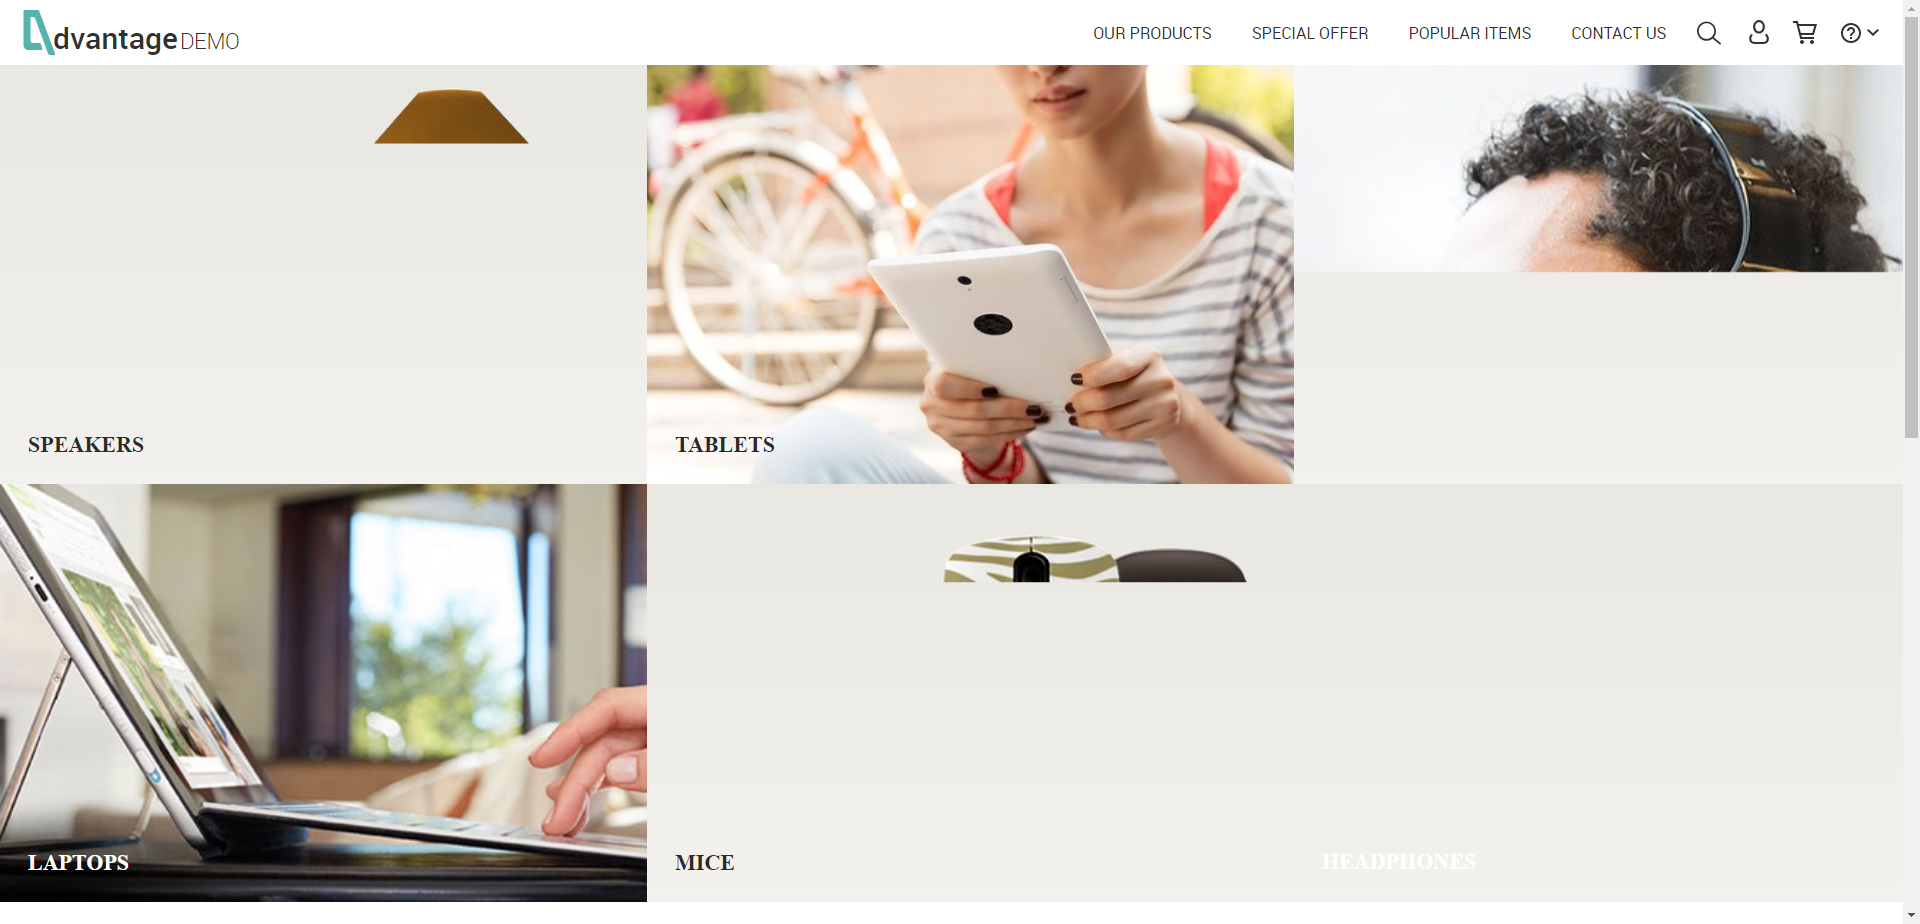 dvantage DEMO
OUR PRODUCTS
SPECIAL OFFER
POPULAR ITEMS
CONTACT US
SPEAKERS
TABLETS
LAPTOPS
MICE
HEADPHONES